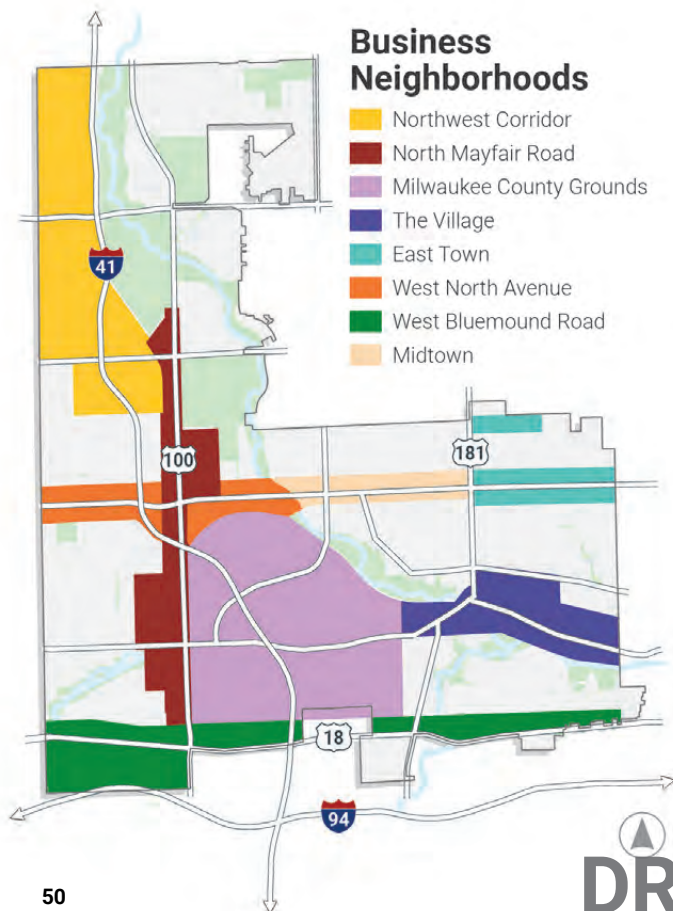 Business
Neighborhoods
Northwest Corridor
North Mayfair Road
Milwaukee County Grounds
The Village
East Town
West North Avenue
West Bluemound Road
Midtown
41
100
181
18
94
50
DR